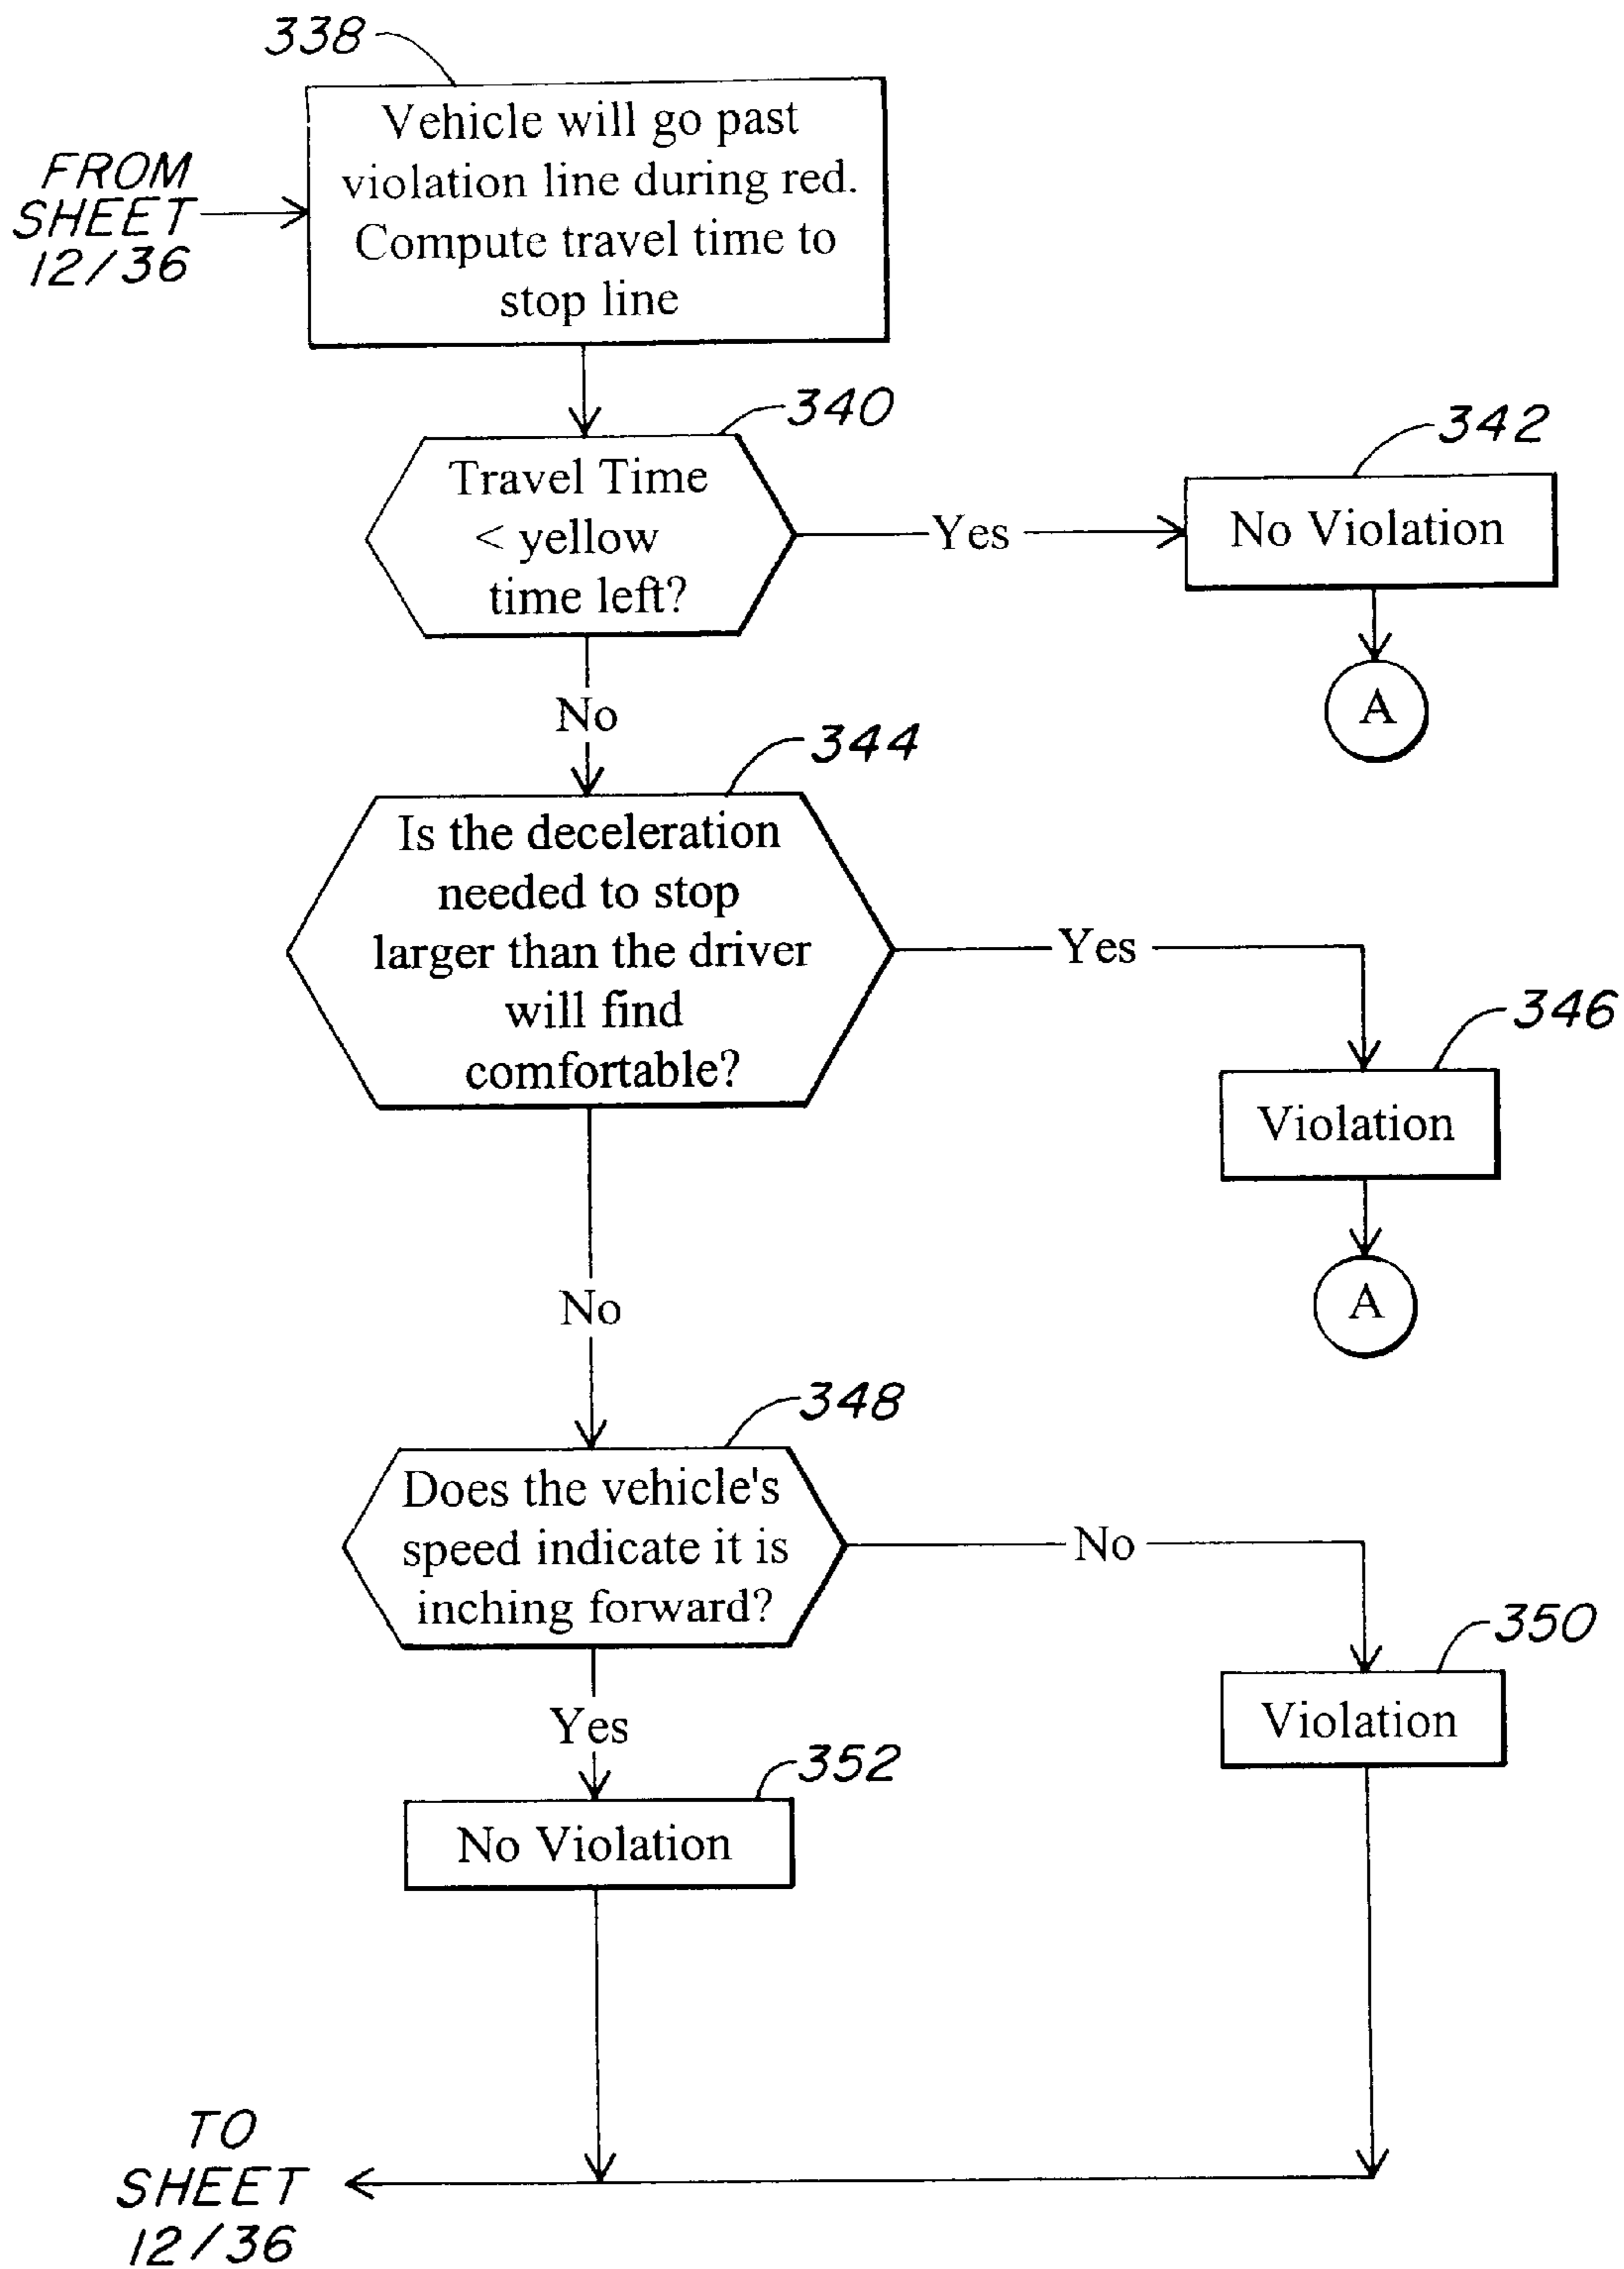 338
FROM
SHEET
12/36
Vehicle will go past
violation line during red.
Compute travel time to
stop line
340
Travel Time
< yellow
time left?
Yes
342
No Violation
A
No
344
Is the deceleration
needed to stop
larger than the driver
will find
comfortable?
Yes
346
Violation
A
No
348
Does the vehicle's
speed indicate it is
inching forward?
No
350
Violation
Yes
352
No Violation
TO
SHEET
12/36